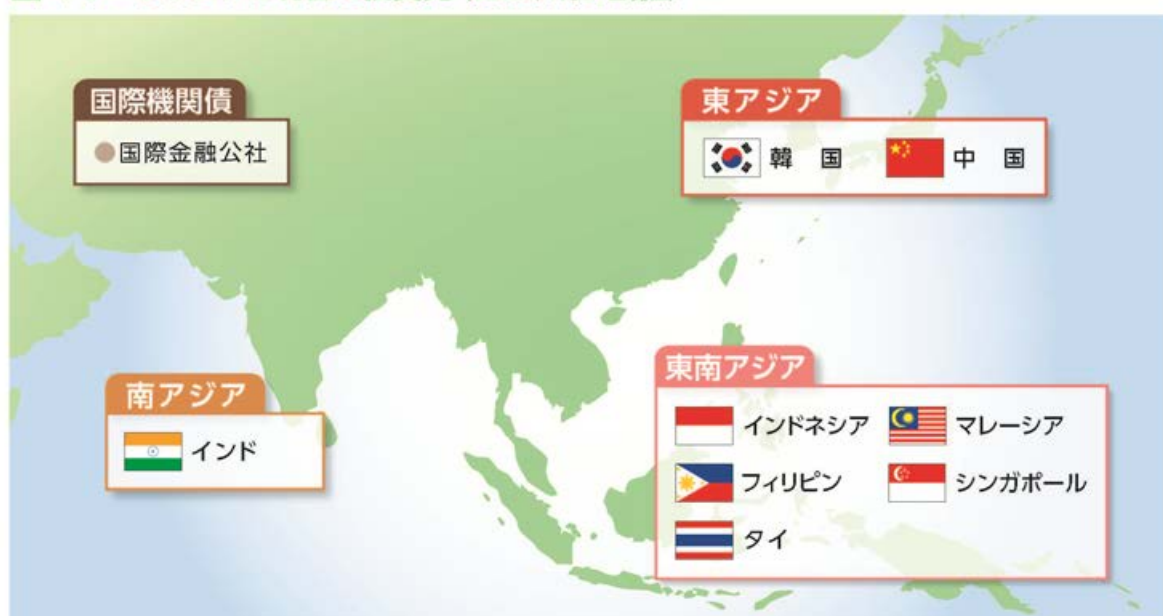 国際機関債
国際金融公社
東アジア
韓 国 中 国
南アジア
インド
東南アジア
インドネシア マレーシア
フィリピン シンガポール
タイ